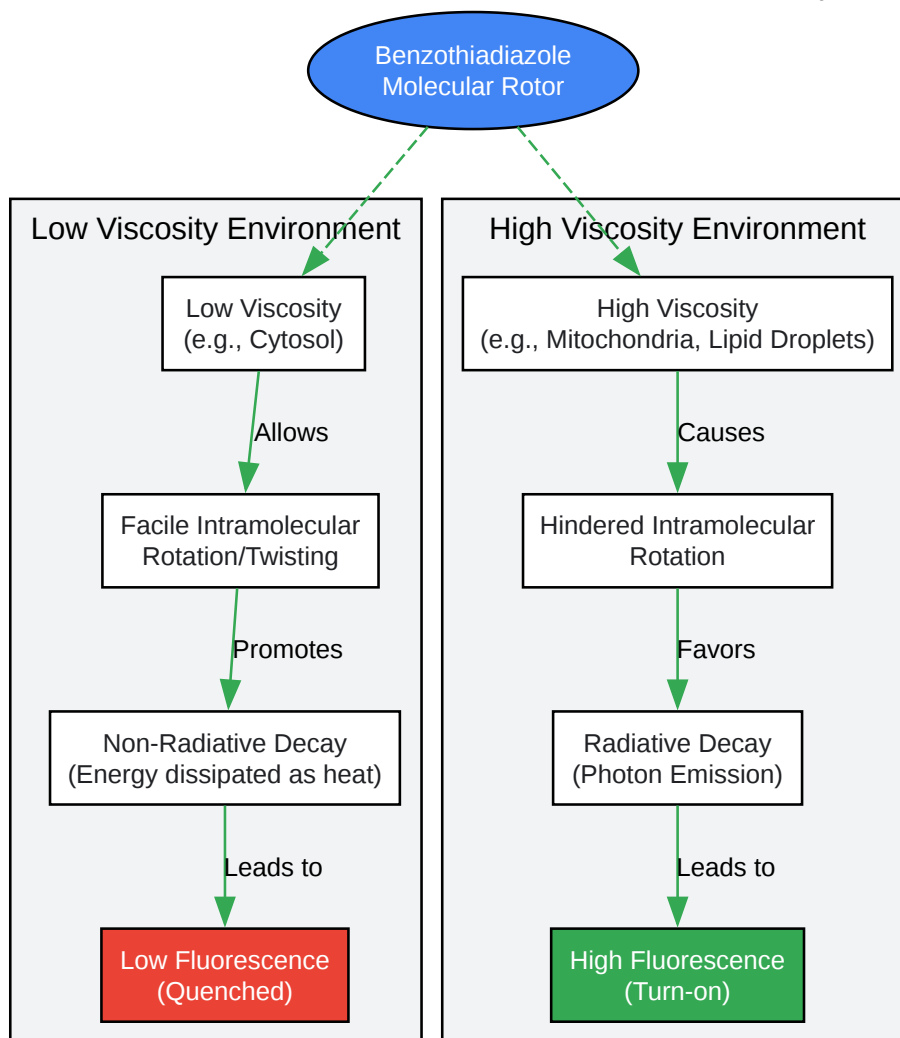 Benzothiadiazole
Molecular Rotor
Low Viscosity Environment
Low Viscosity
(e.g., Cytosol)
Allows
Facile Intramolecular
Rotation/Twisting
Promotes
Non-Radiative Decay
(Energy dissipated as heat)
Leads to
Low Fluorescence
(Quenched)
High Viscosity Environment
High Viscosity
(e.g., Mitochondria, Lipid Droplets)
Causes
Hindered Intramolecular
Rotation
Favors
Radiative Decay
(Photon Emission)
Leads to
High Fluorescence
(Turn-on)